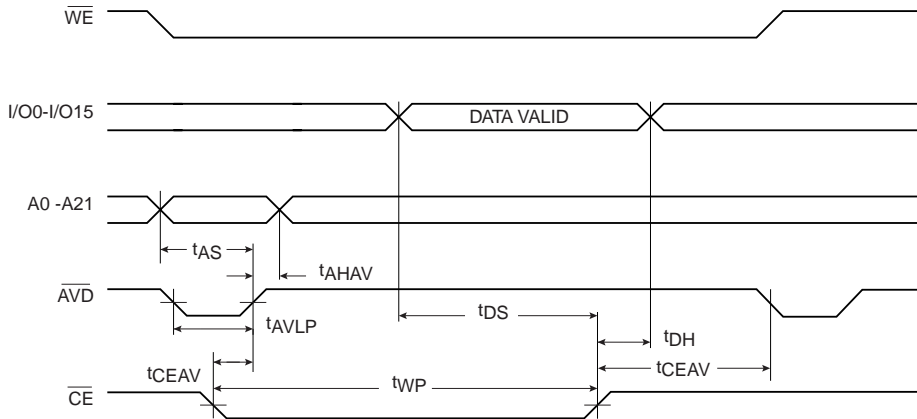 WE
I/O0-I/O15
DATA VALID
A0 -A21
tAS
tAHAV
AVD
tAVLP
tDS
tDH
tCEAV
tCEAV
tWP
CE